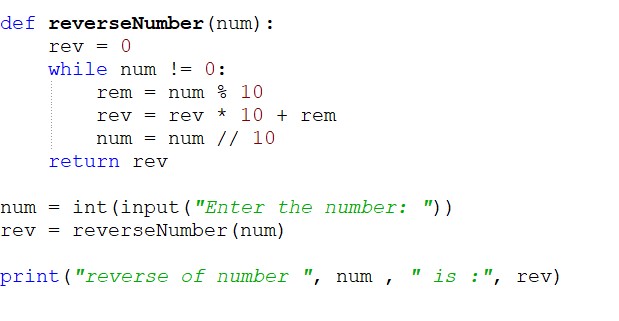 def reverseNumber(num):
    rev = 0
    while num != 0:
        rem = num % 10
        rev = rev * 10 + rem
        num = num // 10
    return rev

num = int(input("Enter the number: "))
rev = reverseNumber(num)

print("reverse of number ", num , " is :", rev)